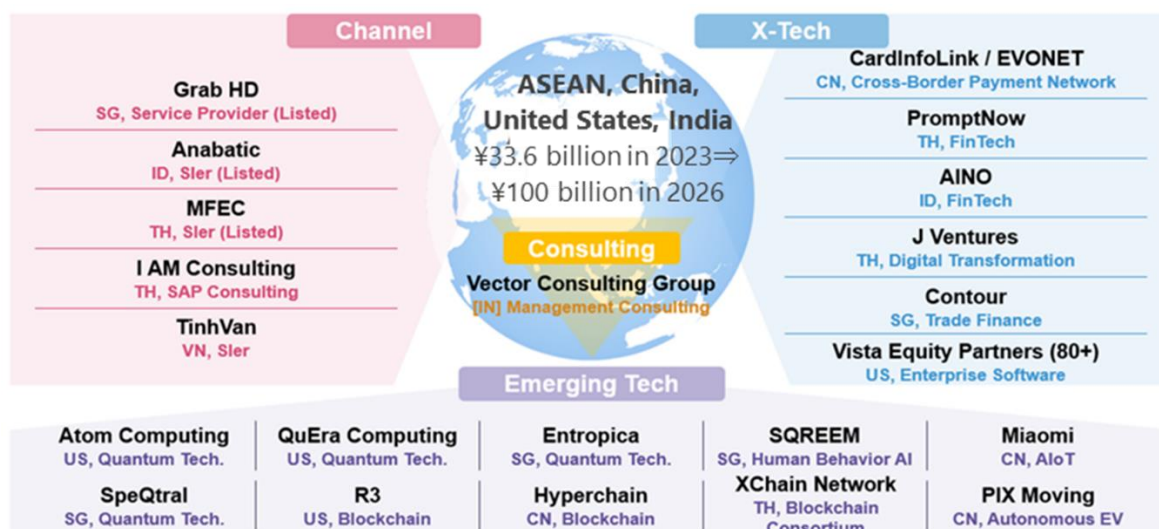 Channel
Grab HD
SG, Service Provider (Listed)
Anabatic
ID, SIer (Listed)
MFEC
TH, SIer (Listed)
I AM Consulting
TH, SAP Consulting
TinhVan
VN, SIer
ASEAN, China,
United States, India
¥33.6 billion in 2023⇒
¥100 billion in 2026
Consulting
Vector Consulting Group
[IN] Management Consulting
X-Tech
CardInfoLink / EVONET
CN, Cross-Border Payment Network
PromptNow
TH, FinTech
AINO
ID, FinTech
J Ventures
TH, Digital Transformation
Contour
SG, Trade Finance
Vista Equity Partners (80+)
US, Enterprise Software
Emerging Tech
Atom Computing
US, Quantum Tech.
QuEra Computing
US, Quantum Tech.
Entropica
SG, Quantum Tech.
SQREEM
SG, Human Behavior AI
Miaomi
CN, AIoT
SpeQtral
SG, Quantum Tech.
R3
US, Blockchain
Hyperchain
CN, Blockchain
XChain Network
TH, Blockchain
Consortium
PIX Moving
CN, Autonomous EV